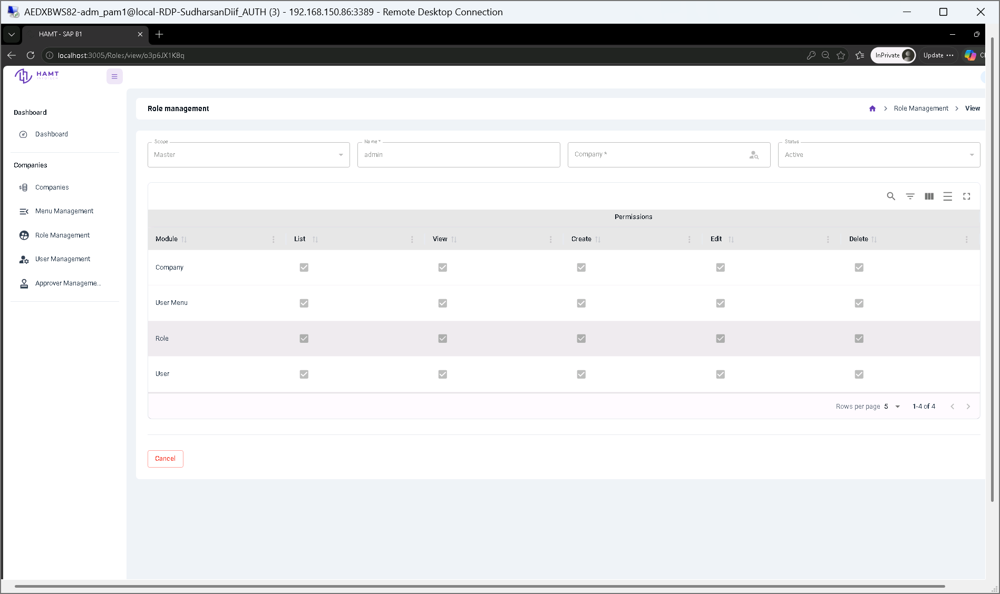 AEDXBWS82-adm_pam1@local-RDP-SudharsanDiif_AUTH (3) - 192.168.150.86:3389 - Remote Desktop Connection
HAMT - SAP B1
localhost:3005/Roles/view/o3p6JX1K8q
InPrivate
Update
HAMT
INFOTECH
Role management
Role Management
View
Dashboard
Dashboard
Companies
Companies
Menu Management
Role Management
User Management
Approver Manageme...
Scope
Master
Name *
admin
Company *
Status
Active
Permissions
Module List View Create Edit Delete
Company
User Menu
Role
User
Rows per page 5 1-4 of 4
Cancel